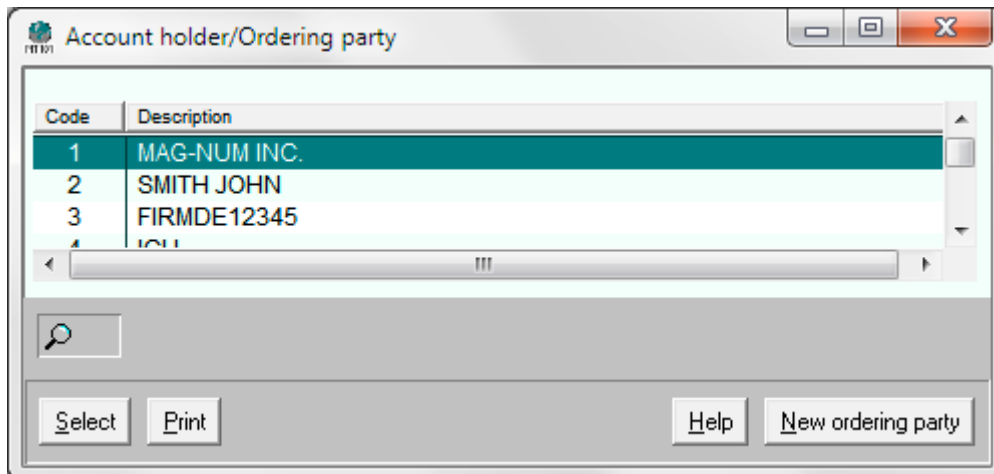 Account holder/Ordering party
Code Description
1 MAG-NUM INC.
2 SMITH JOHN
3 FIRMDE12345
Select Print Help New ordering party